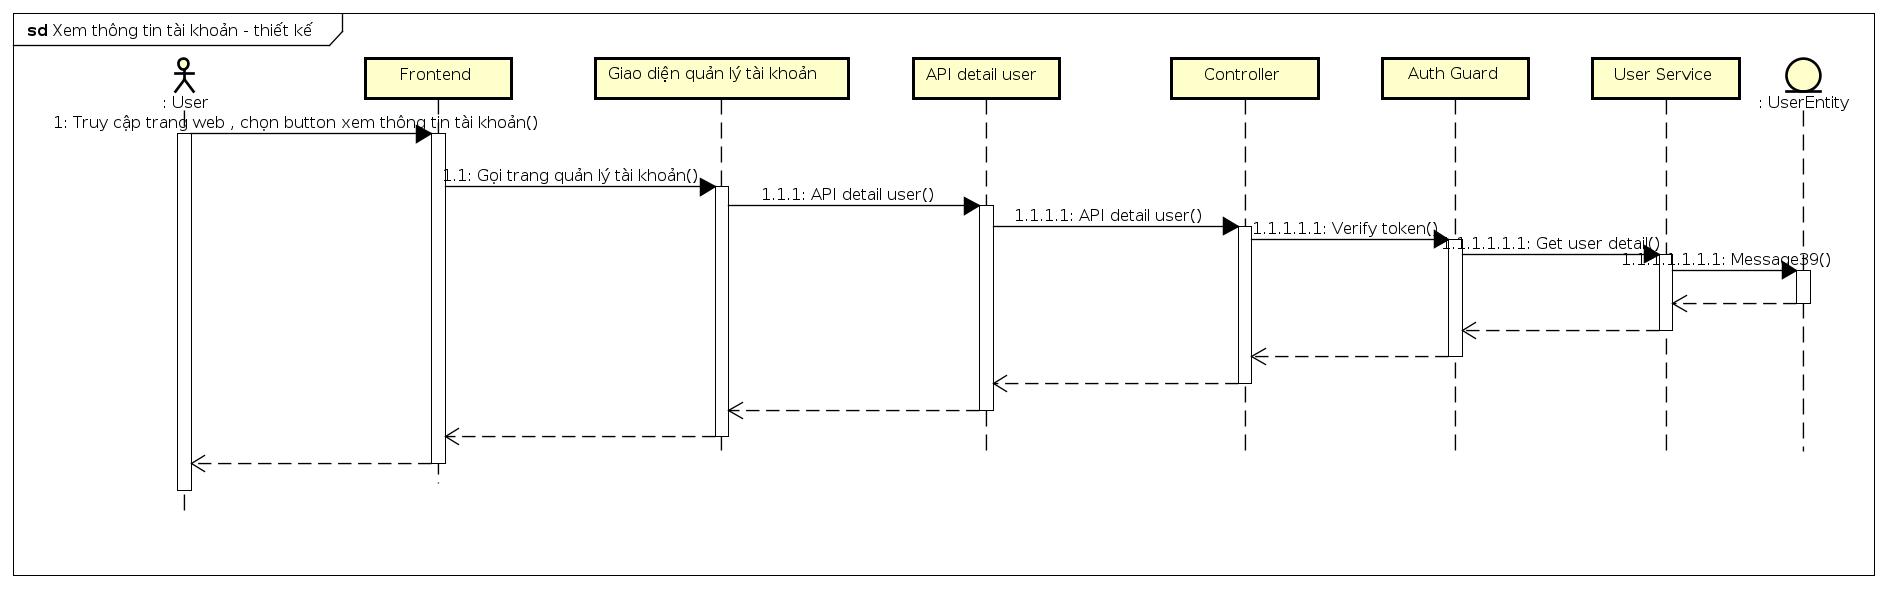 sd Xem thông tin tài khoản - thiết kế
Frontend
Giao diện quản lý tài khoản
API detail user
Controller
Auth Guard
User Service
: User
: UserEntity
1: Truy cập trang web , chọn button xem thông tin tài khoản()
1.1: Gọi trang quản lý tài khoản()
1.1.1: API detail user()
1.1.1.1: API detail user()
1.1.1.1.1: Verify token()
1.1.1.1.1.1: Get user detail()
1.1.1.1.1.1.1: Message39()